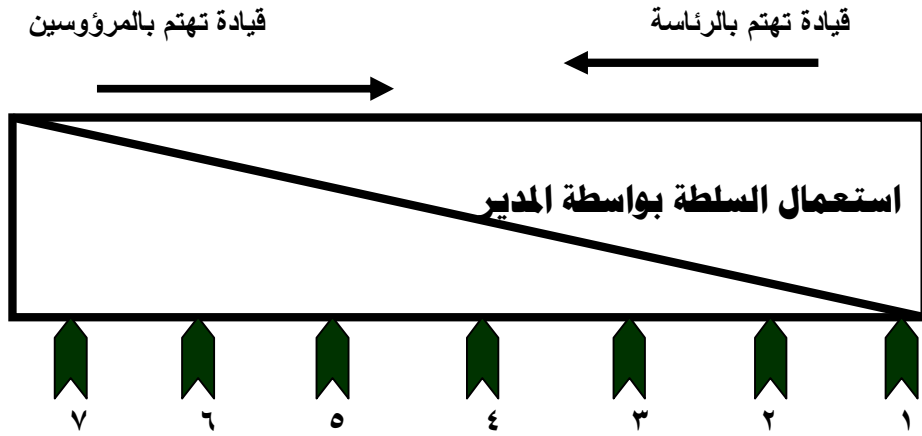 قيادة تهتم بالرئاسة
قيادة تهتم بالمرؤوسين
استعمال السلطة بواسطة المدير
١ ٢ ٣ ٤ ٥ ٦ ٧